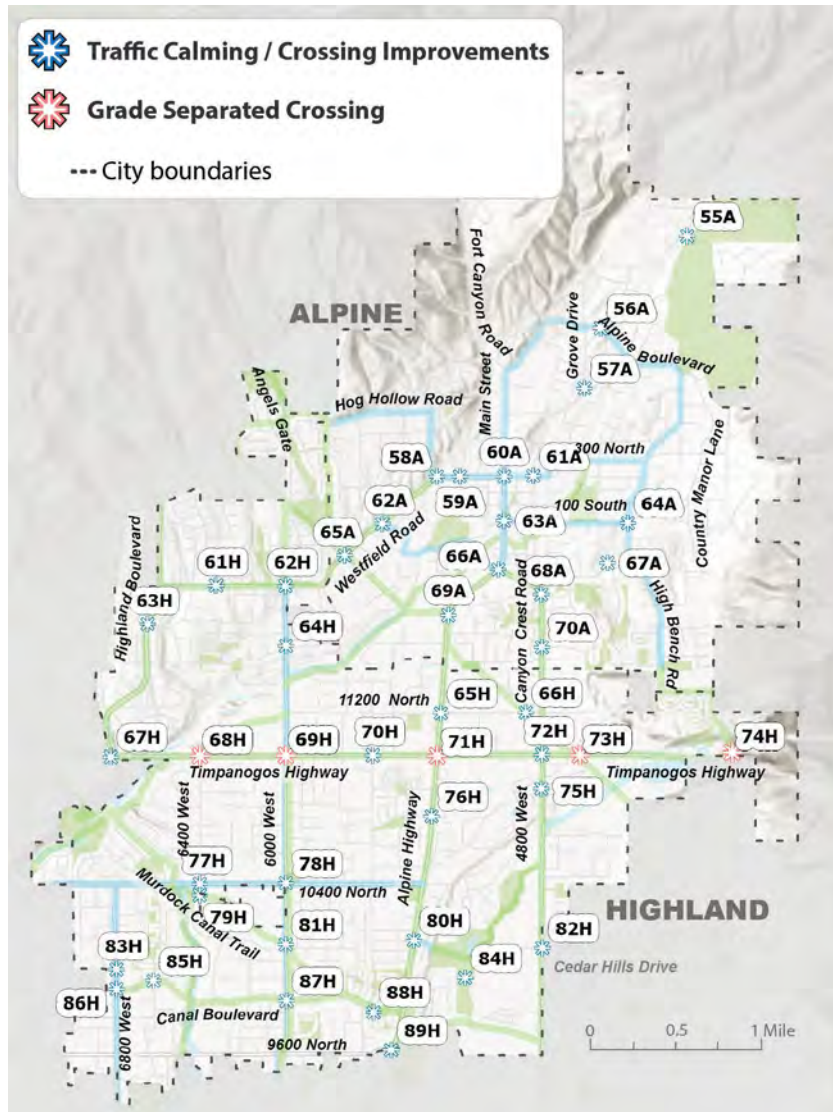 Traffic Calming / Crossing Improvements
Grade Separated Crossing
City boundaries
55A
Fort Canyon Road
ALPINE
56A
Grove Drive
Alpine Boulevard
57A
Main Street
Angels Gate
Hog Hollow Road
58A
60A
61A
300 North
Country Manor Lane
59A
62A
100 South
64A
63A
65A
Westfield Road
66A
67A
61H
62H
68A
69A
Highland Boulevard
63H
Canyon Crest Road
High Bench Rd
64H
70A
11200 North
65H
66H
67H
68H
69H
70H
71H
72H
73H
74H
Timpanogos Highway
Timpanogos Highway
6400 West
6000 West
76H
4800 West
75H
Alpine Highway
77H
78H
10400 North
Murdock Canal Trail
79H
HIGHLAND
81H
80H
82H
83H
85H
84H
Cedar Hills Drive
86H
87H
88H
6800 West
Canal Boulevard
89H
9600 North
0 0.5 1 Mile